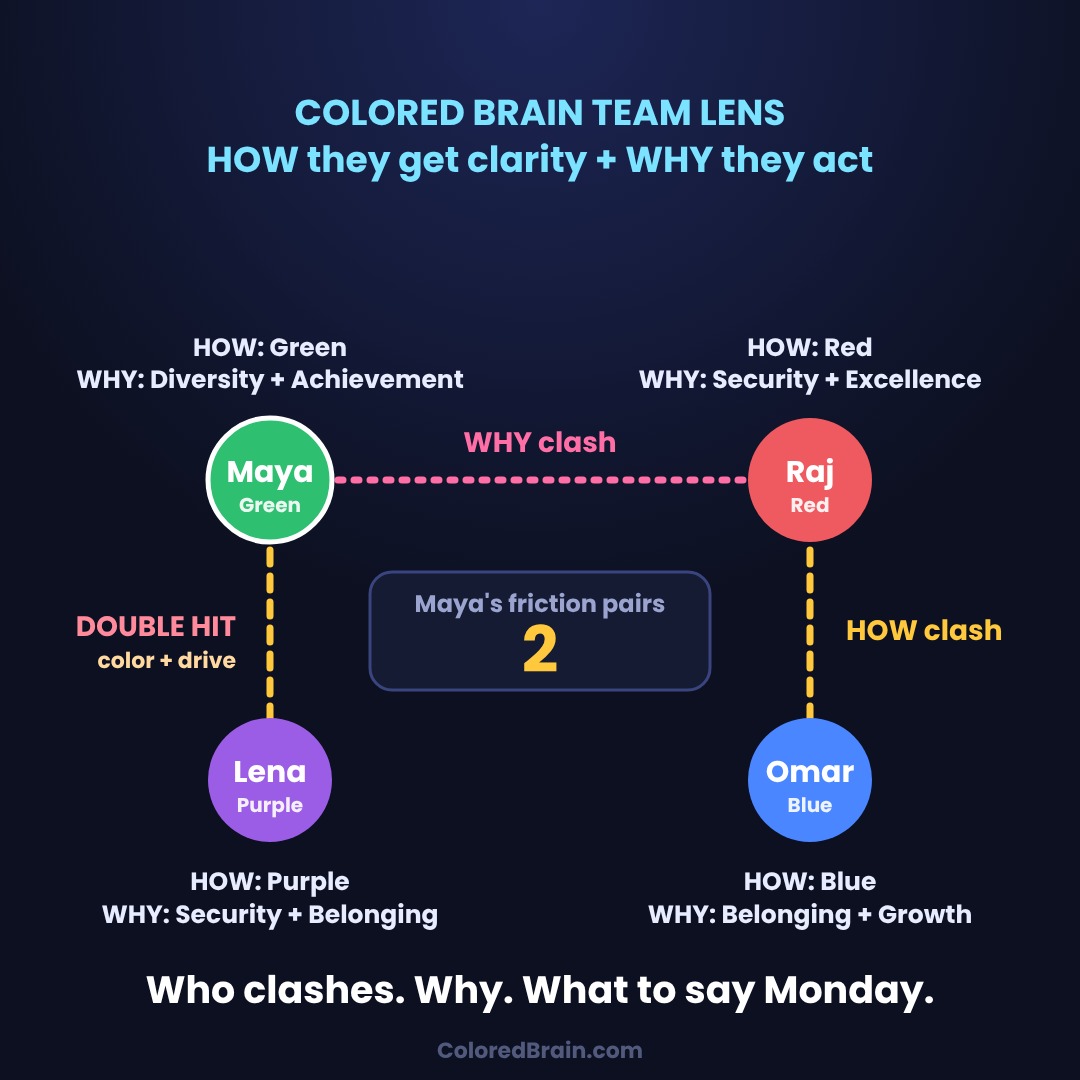 COLORED BRAIN TEAM LENS
HOW they get clarity + WHY they act
HOW: Green
WHY: Diversity + Achievement
HOW: Red
WHY: Security + Excellence
WHY clash
Maya
Green
Raj
Red
DOUBLE HIT
color + drive
Maya's friction pairs
2
HOW clash
Lena
Purple
Omar
Blue
HOW: Purple
WHY: Security + Belonging
HOW: Blue
WHY: Belonging + Growth
Who clashes. Why. What to say Monday.
ColoredBrain.com